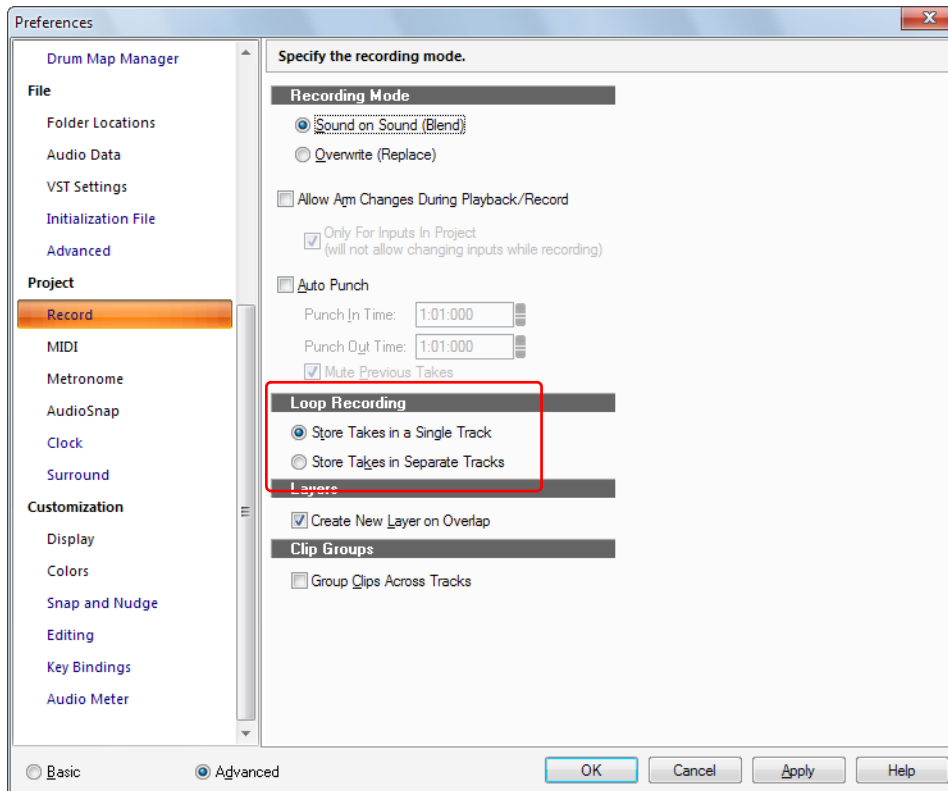 Preferences
Drum Map Manager
File
Folder Locations
Audio Data
VST Settings
Initialization File
Advanced
Project
Record
MIDI
Metronome
AudioSnap
Clock
Surround
Customization
Display
Colors
Snap and Nudge
Editing
Key Bindings
Audio Meter
Specify the recording mode.
Recording Mode
Sound on Sound (Blend)
Overwrite (Replace)
Allow Arm Changes During Playback/Record
Only For Inputs In Project
(will not allow changing inputs while recording)
Auto Punch
Punch In Time: 1:01:000
Punch Out Time: 1:01:000
Mute Previous Takes
Loop Recording
Store Takes in a Single Track
Store Takes in Separate Tracks
Layers
Create New Layer on Overlap
Clip Groups
Group Clips Across Tracks
Basic Advanced OK Cancel Apply Help